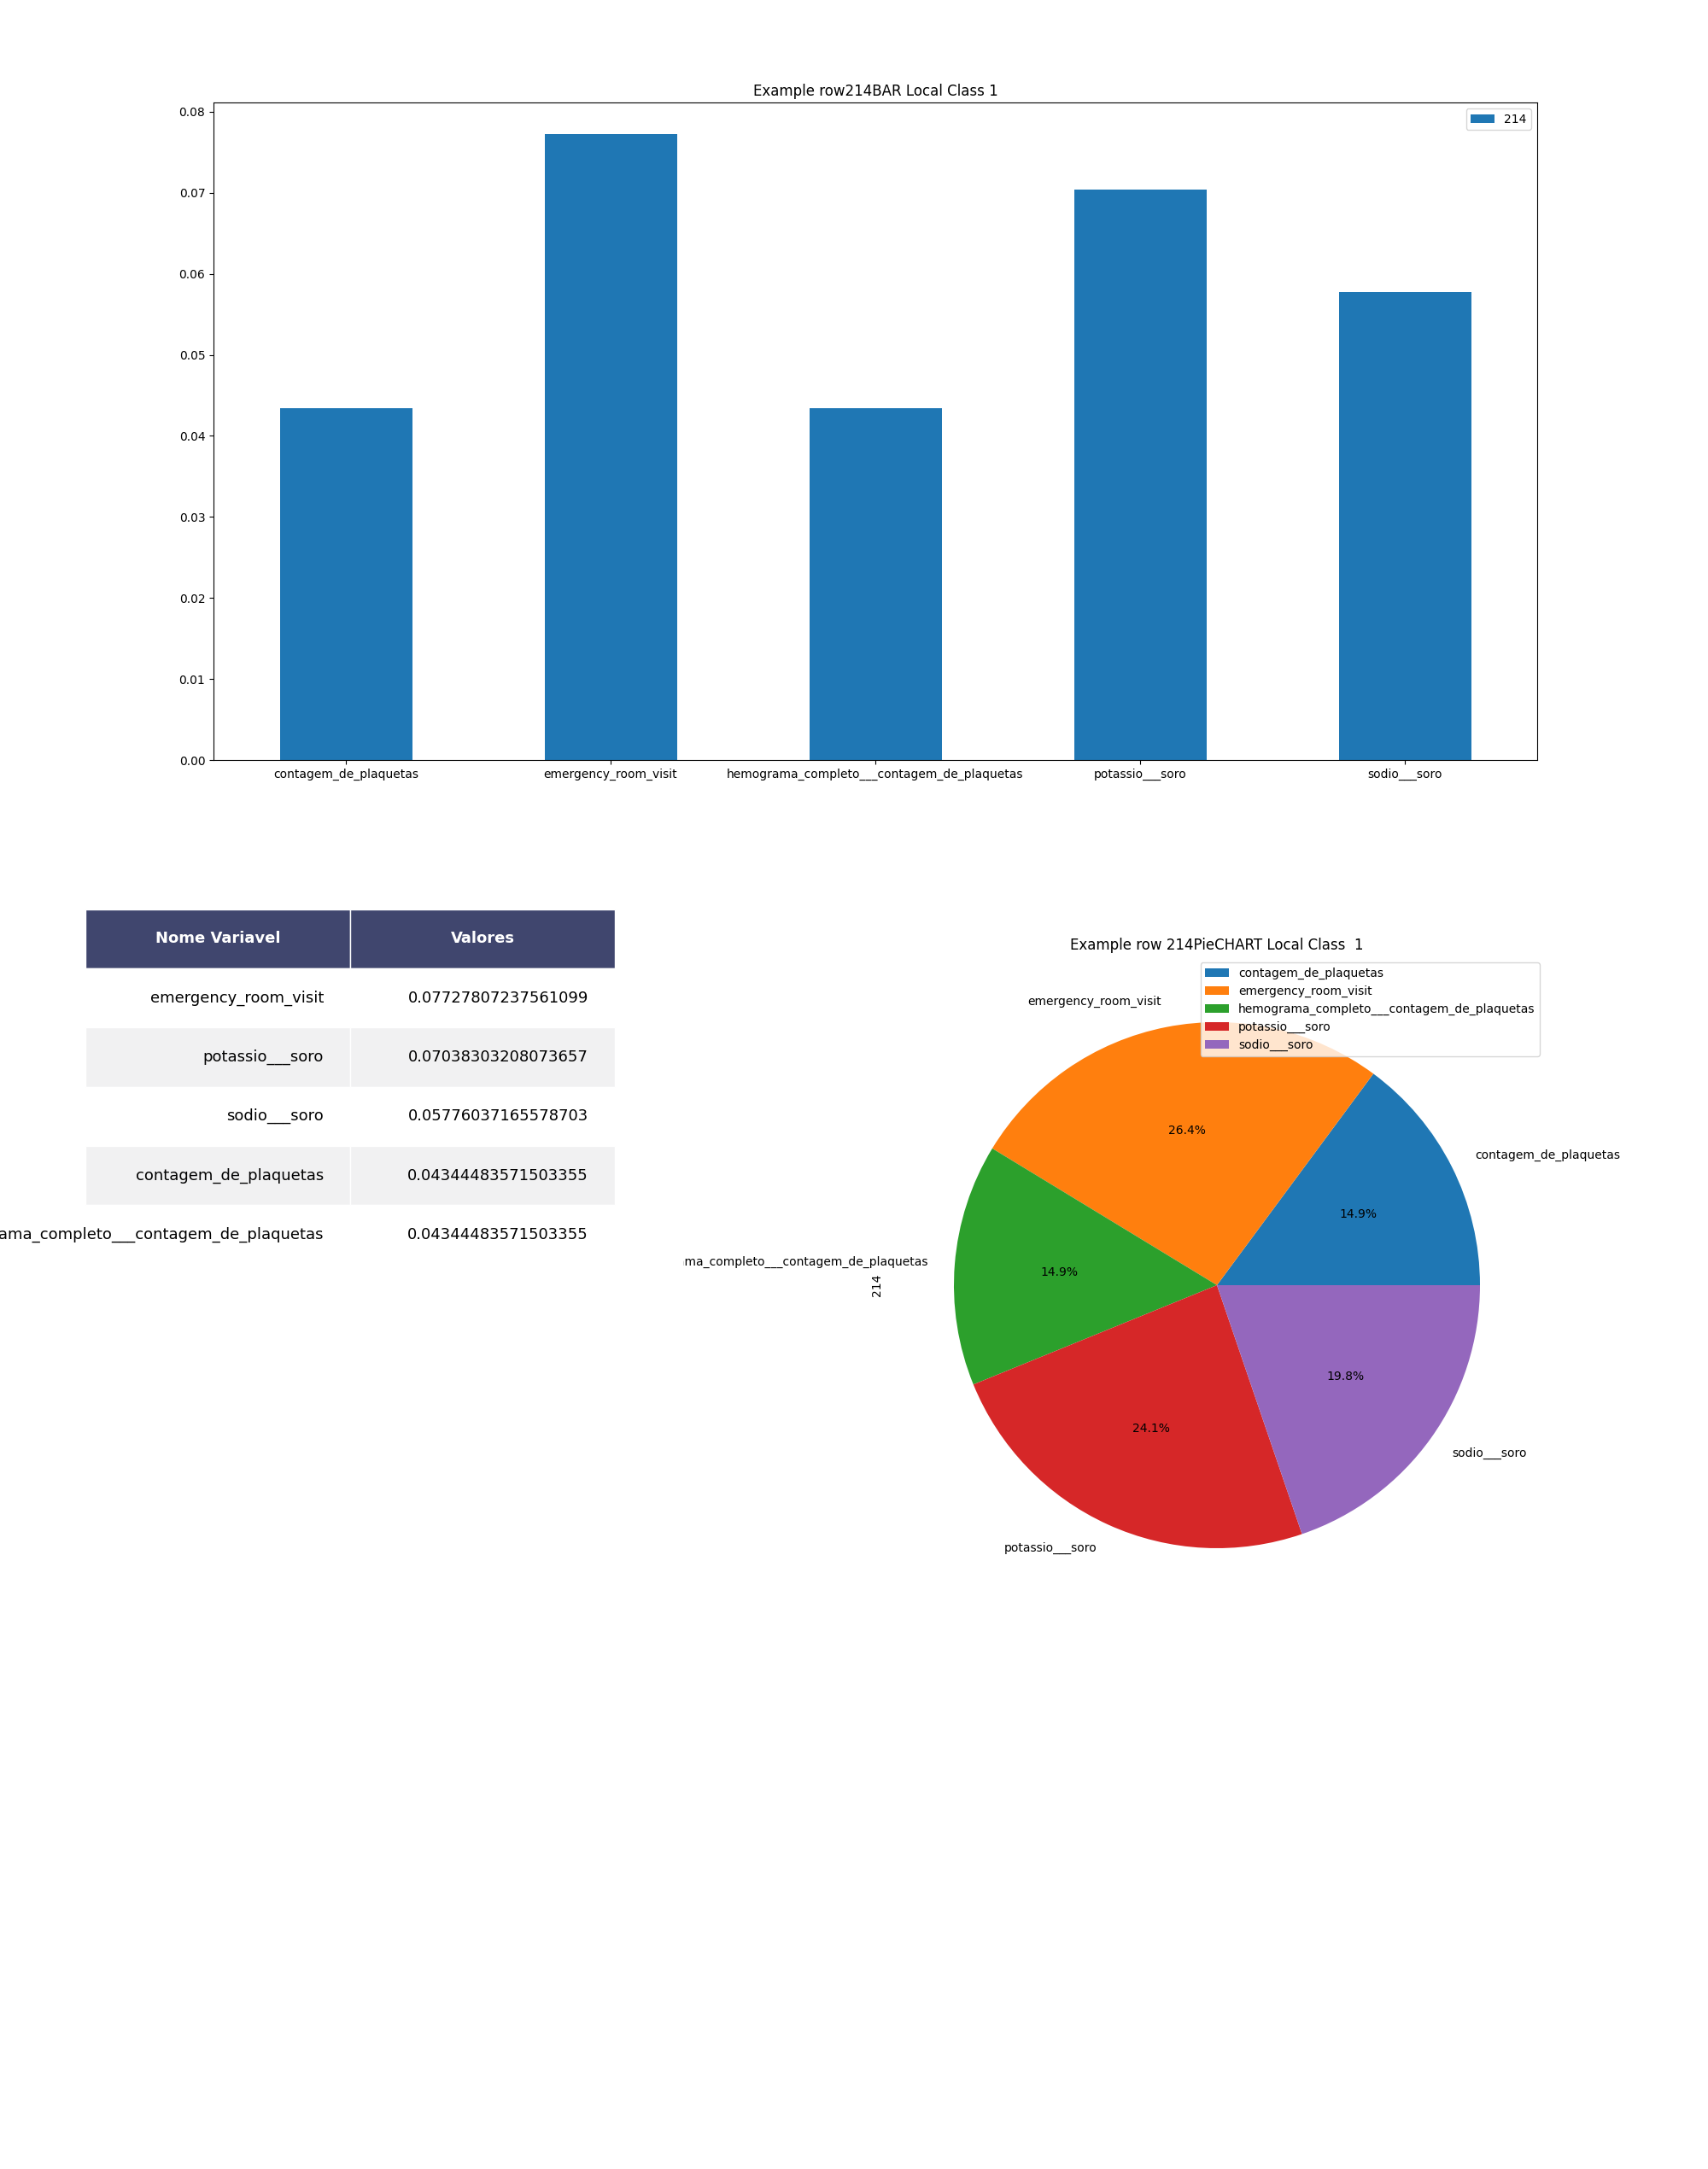 Example row214BAR Local Class 1
214
0.08
0.07
0.06
0.05
0.04
0.03
0.02
0.01
0.00
contagem_de_plaquetas
emergency_room_visit
hemograma_completo___contagem_de_plaquetas
potassio___soro
sodio___soro
Nome Variavel Valores
emergency_room_visit 0.07727807237561099
potassio___soro 0.07038303208073657
sodio___soro 0.05776037165578703
contagem_de_plaquetas 0.04344483571503355
ama_completo___contagem_de_plaquetas 0.04344483571503355
Example row 214PieCHART Local Class  1
contagem_de_plaquetas
emergency_room_visit
hemograma_completo___contagem_de_plaquetas
potassio___soro
sodio___soro
emergency_room_visit
26.4%
contagem_de_plaquetas
14.9%
ma_completo___contagem_de_plaquetas
14.9%
214
19.8%
24.1%
sodio___soro
potassio___soro